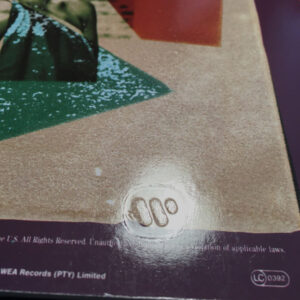 e U.S. All Rights Reserved. Unauth
ation of applicable laws.
WEA Records (PTY) Limited
LC 0392